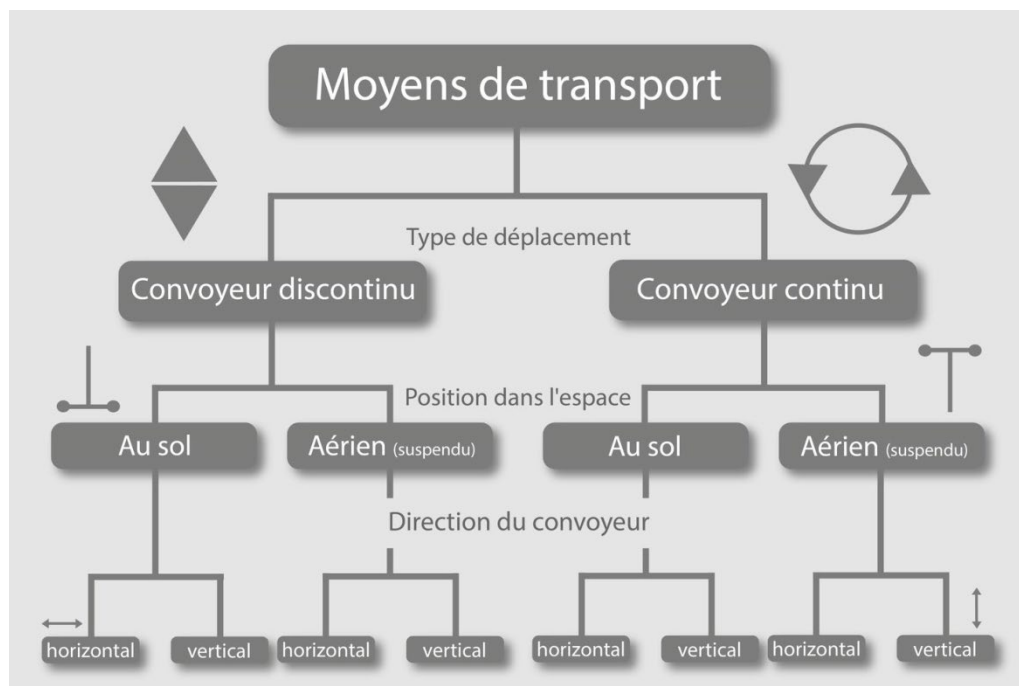 Moyens de transport
Type de déplacement
Convoyeur discontinu
Convoyeur continu
Position dans l'espace
Au sol
Aérien (suspendu)
Au sol
Aérien (suspendu)
Direction du convoyeur
horizontal
vertical
horizontal
vertical
horizontal
vertical
horizontal
vertical